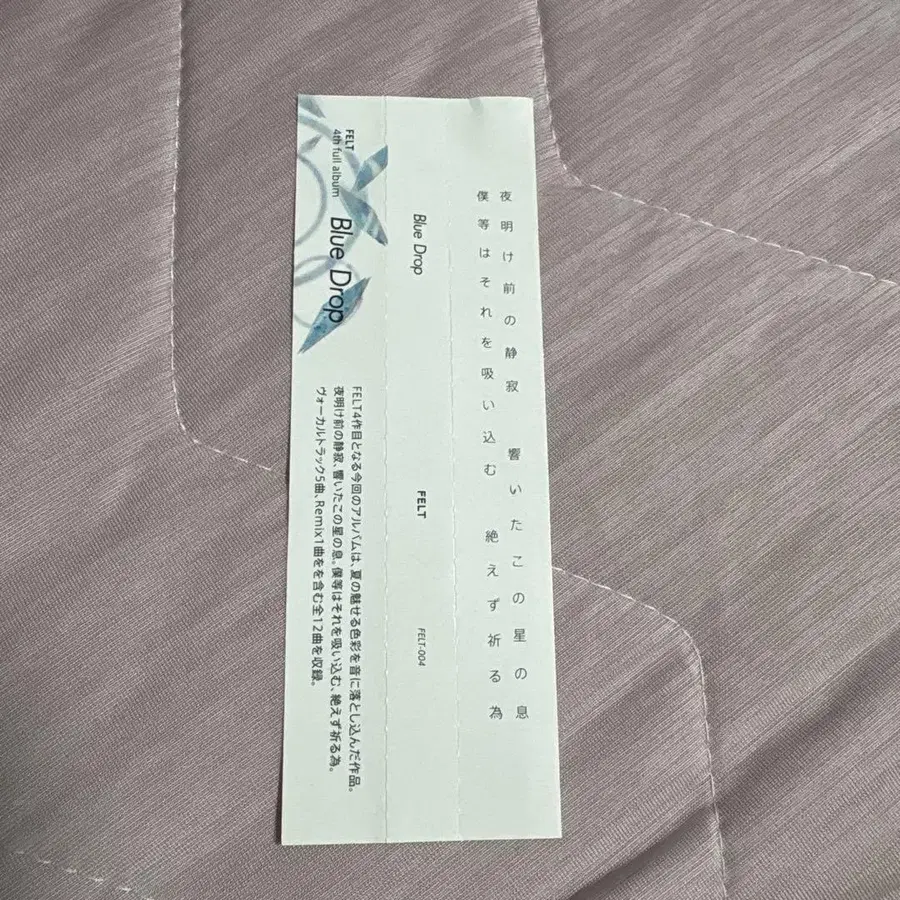 夜明け前の静寂 響いたこの星の息
僕等はそれを吸い込む 絶えず祈る為
Blue Drop
FELT
FELT-004
FELT
4th full album
Blue Drop
FELT4作目となる今回のアルバムは、夏の魅せる色彩を音に落とし込んだ作品。
夜明け前の静寂、響いたこの星の息。僕等はそれを吸い込む、絶えず祈る為。
ヴォーカルトラック5曲、Remix1曲をを含む全12曲を収録。